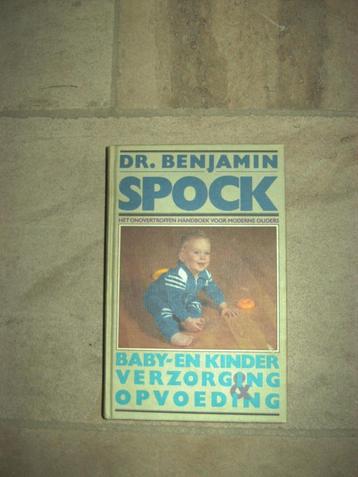 DR. BENJAMIN
SPOCK
HET ONOVERTROFFEN HANDBOEK VOOR MODERNE OUDERS
BABY- EN KINDER
VERZORGING
&
OPVOEDING